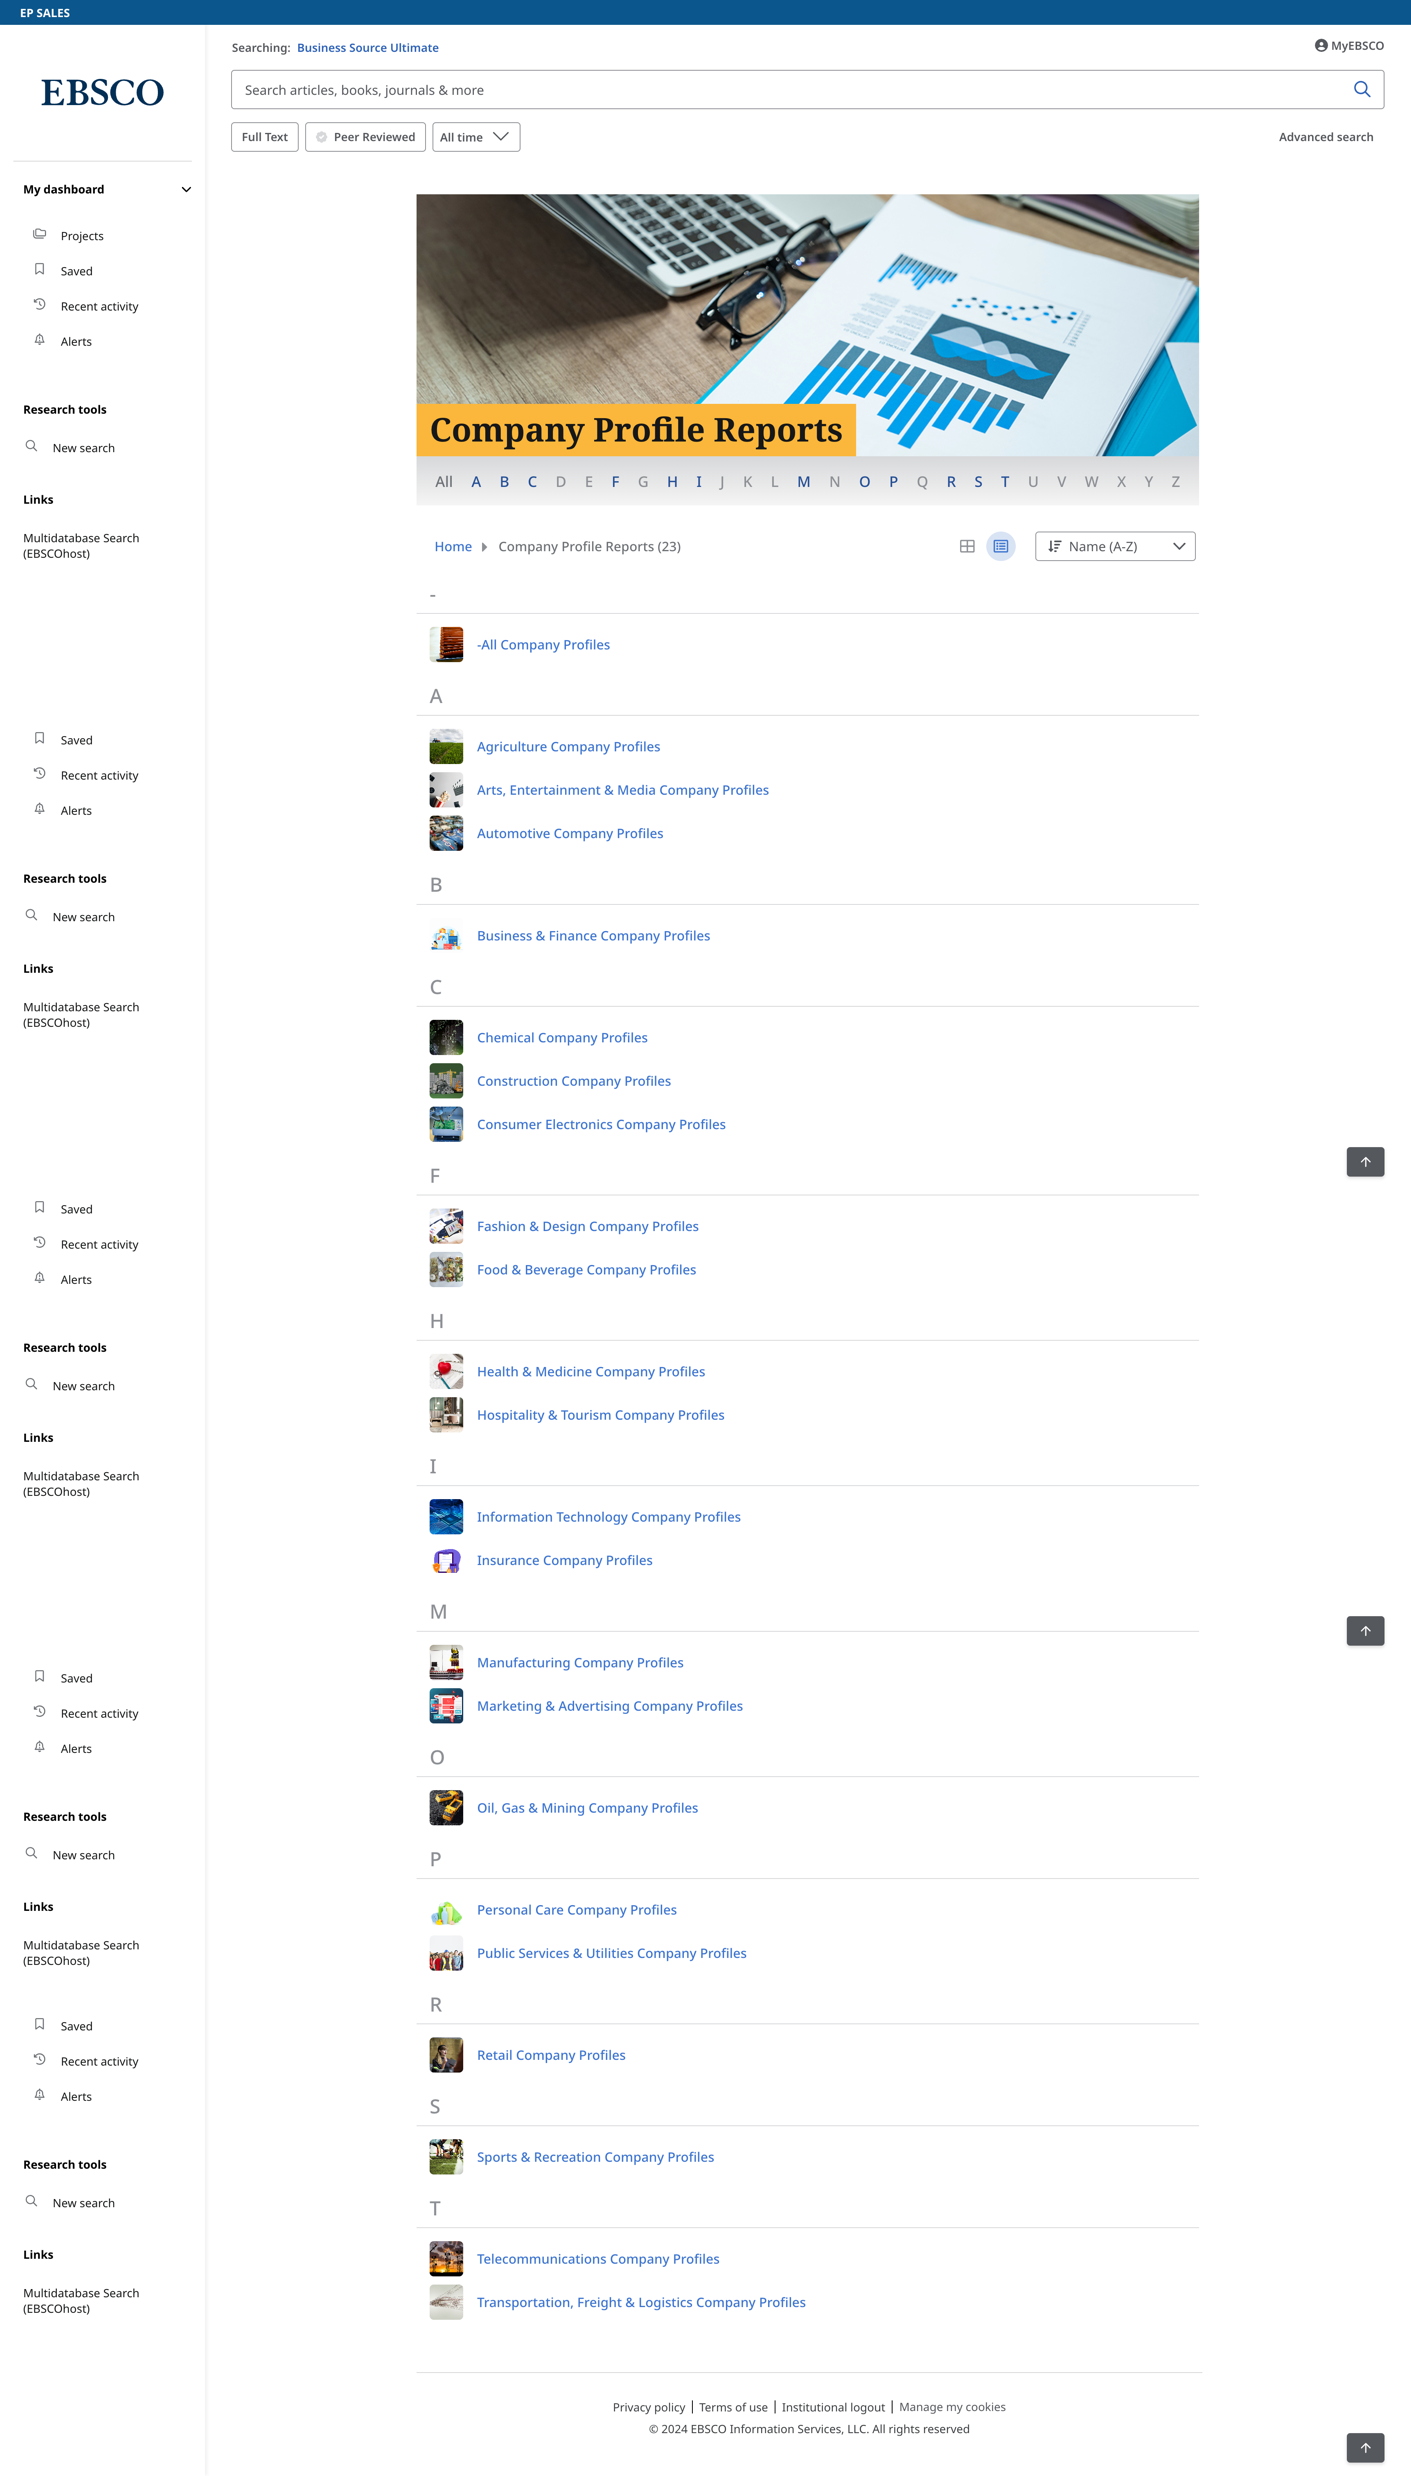 EP SALES
EBSCO
Searching: Business Source Ultimate
MyEBSCO
Search articles, books, journals & more
Full Text
Peer Reviewed
All time
Advanced search
My dashboard
Projects
Saved
Recent activity
Alerts
Research tools
New search
Links
Multidatabase Search
(EBSCOhost)
Company Profile Reports
All A B C D E F G H I J K L M N O P Q R S T U V W X Y Z
Home Company Profile Reports (23)
Name (A-Z)
-
-All Company Profiles
A
Agriculture Company Profiles
Arts, Entertainment & Media Company Profiles
Automotive Company Profiles
B
Business & Finance Company Profiles
C
Chemical Company Profiles
Construction Company Profiles
Consumer Electronics Company Profiles
F
Fashion & Design Company Profiles
Food & Beverage Company Profiles
H
Health & Medicine Company Profiles
Hospitality & Tourism Company Profiles
I
Information Technology Company Profiles
Insurance Company Profiles
M
Manufacturing Company Profiles
Marketing & Advertising Company Profiles
O
Oil, Gas & Mining Company Profiles
P
Personal Care Company Profiles
Public Services & Utilities Company Profiles
R
Retail Company Profiles
S
Sports & Recreation Company Profiles
T
Telecommunications Company Profiles
Transportation, Freight & Logistics Company Profiles
Saved
Recent activity
Alerts
Research tools
New search
Links
Multidatabase Search
(EBSCOhost)
Saved
Recent activity
Alerts
Research tools
New search
Links
Multidatabase Search
(EBSCOhost)
Saved
Recent activity
Alerts
Research tools
New search
Links
Multidatabase Search
(EBSCOhost)
Saved
Recent activity
Alerts
Research tools
New search
Links
Multidatabase Search
(EBSCOhost)
Privacy policy | Terms of use | Institutional logout | Manage my cookies
© 2024 EBSCO Information Services, LLC. All rights reserved